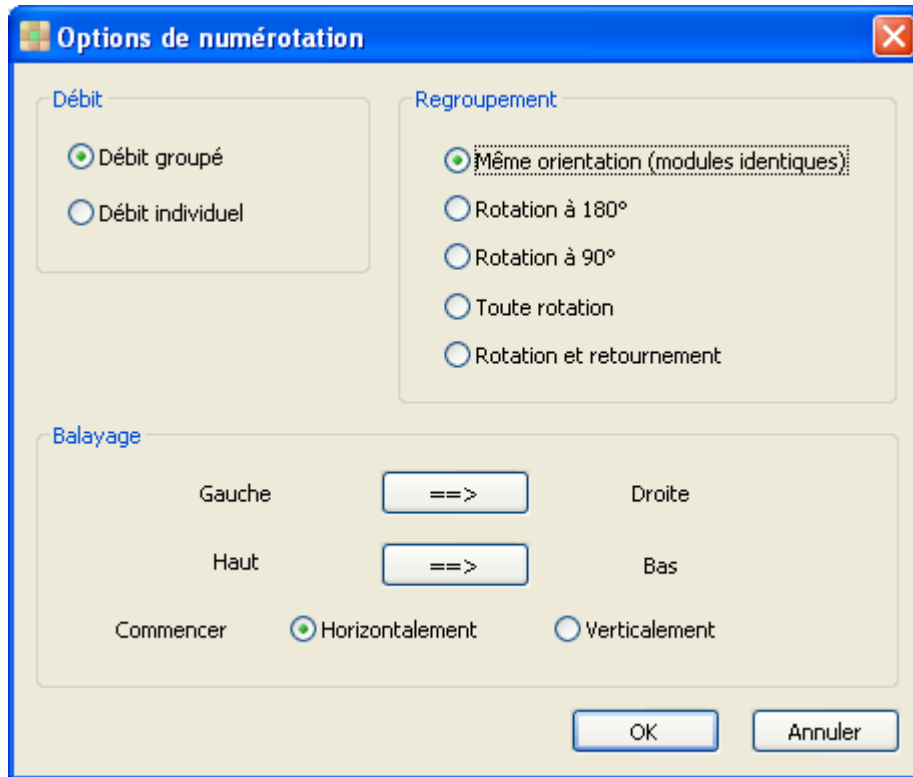 Options de numérotation
Débit
Débit groupé
Débit individuel
Regroupement
Même orientation (modules identiques)
Rotation à 180°
Rotation à 90°
Toute rotation
Rotation et retournement
Balayage
Gauche ==> Droite
Haut ==> Bas
Commencer Horizontalement Verticalement
OK Annuler